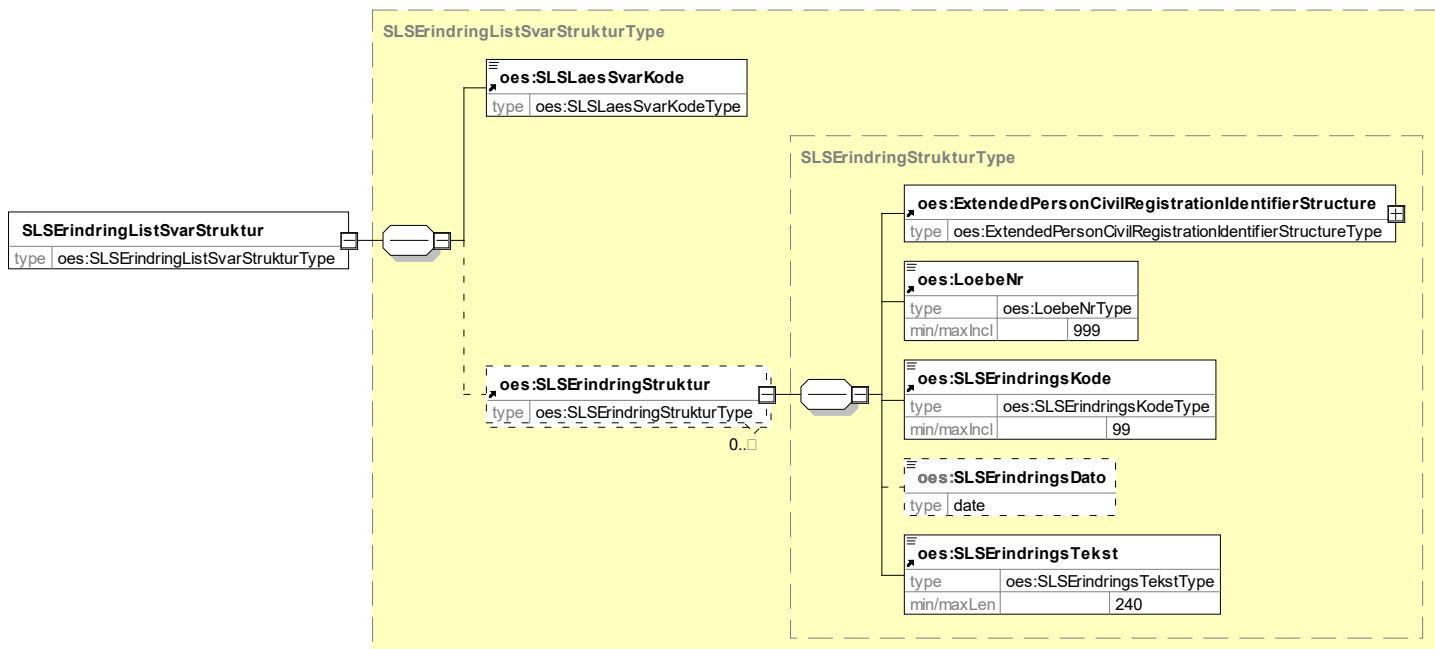 SLSErindringListSvarStrukturType
oes:SLSLaesSvarKode
type oes:SLSLaesSvarKodeType
SLSErindringStrukturType
oes:ExtendedPersonCivilRegistrationIdentifierStructure
type oes:ExtendedPersonCivilRegistrationIdentifierStructureType
SLSErindringListSvarStruktur
type oes:SLSErindringListSvarStrukturType
oes:LoebeNr
type oes:LoebeNrType
min/maxIncl 999
oes:SLSErindringStruktur
type oes:SLSErindringStrukturType
0..□
oes:SLSErindringsKode
type oes:SLSErindringsKodeType
min/maxIncl 99
oes:SLSErindringsDato
type date
oes:SLSErindringsTekst
type oes:SLSErindringsTekstType
min/maxLen 240